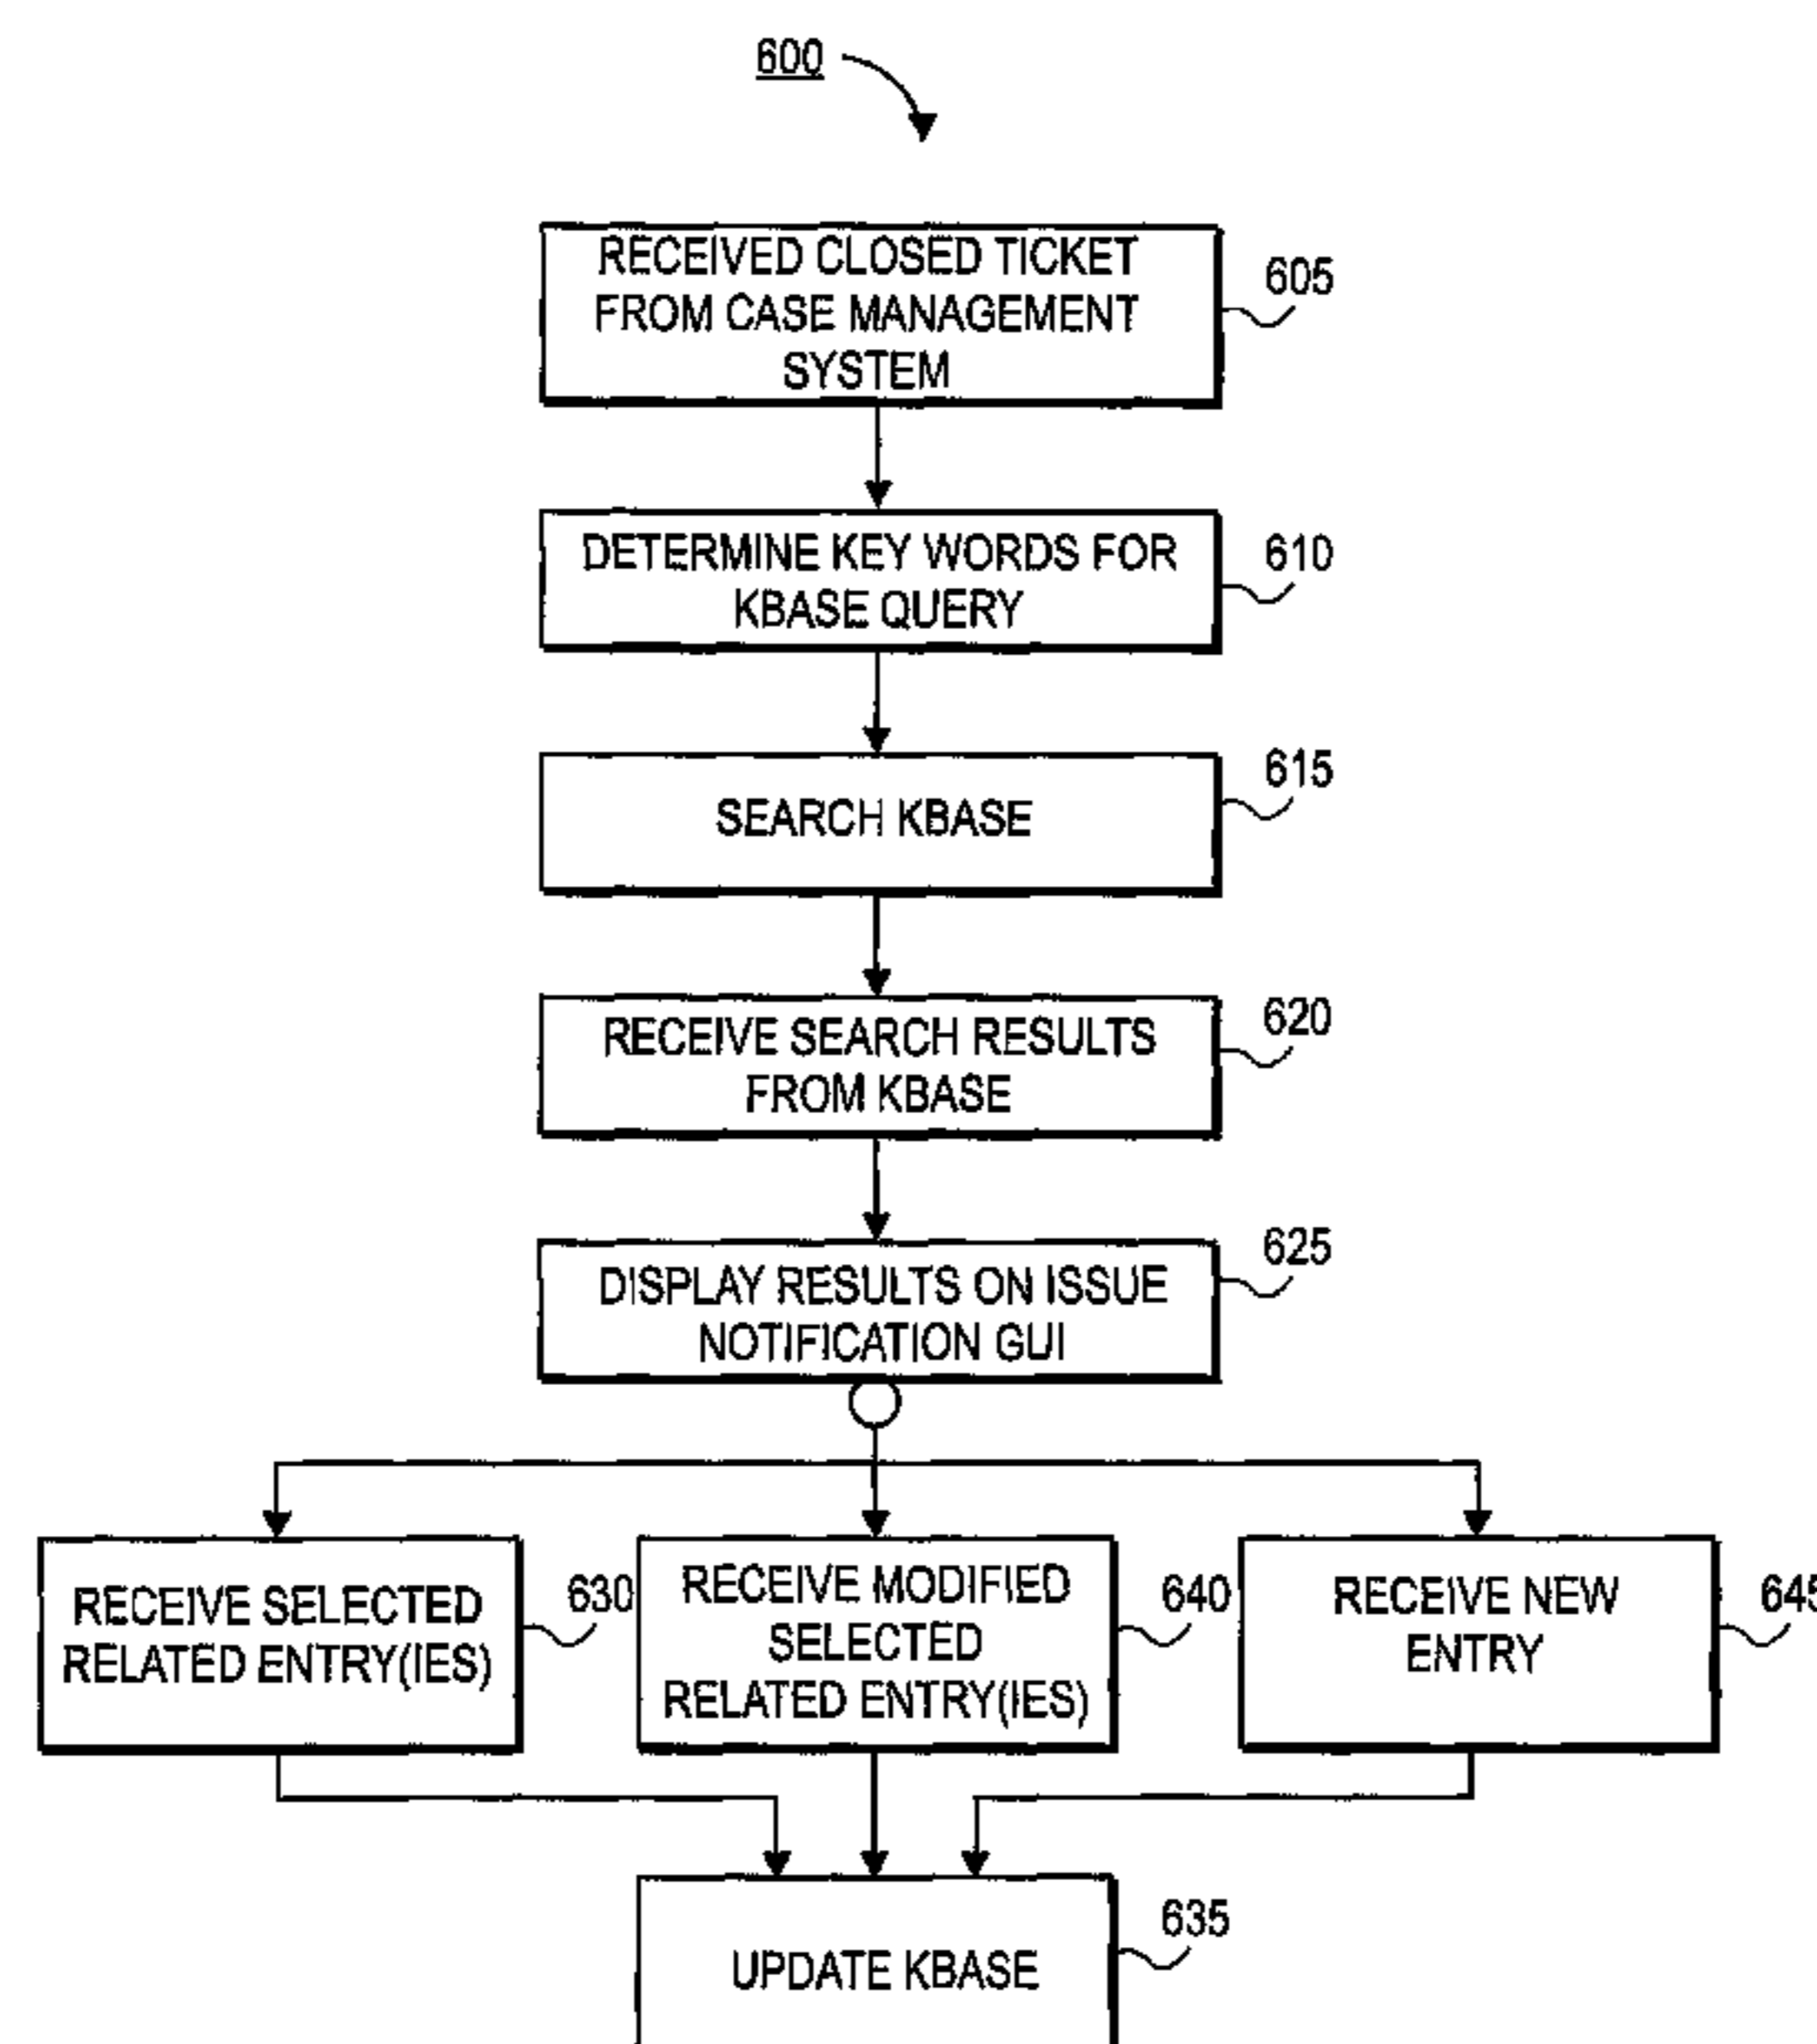 600
RECEIVED CLOSED TICKET
FROM CASE MANAGEMENT
SYSTEM
605
DETERMINE KEY WORDS FOR
KBASE QUERY
610
SEARCH KBASE
615
RECEIVE SEARCH RESULTS
FROM KBASE
620
DISPLAY RESULTS ON ISSUE
NOTIFICATION GUI
625
RECEIVE SELECTED
RELATED ENTRY(IES)
630
RECEIVE MODIFIED
SELECTED
RELATED ENTRY(IES)
640
RECEIVE NEW
ENTRY
645
UPDATE KBASE
635